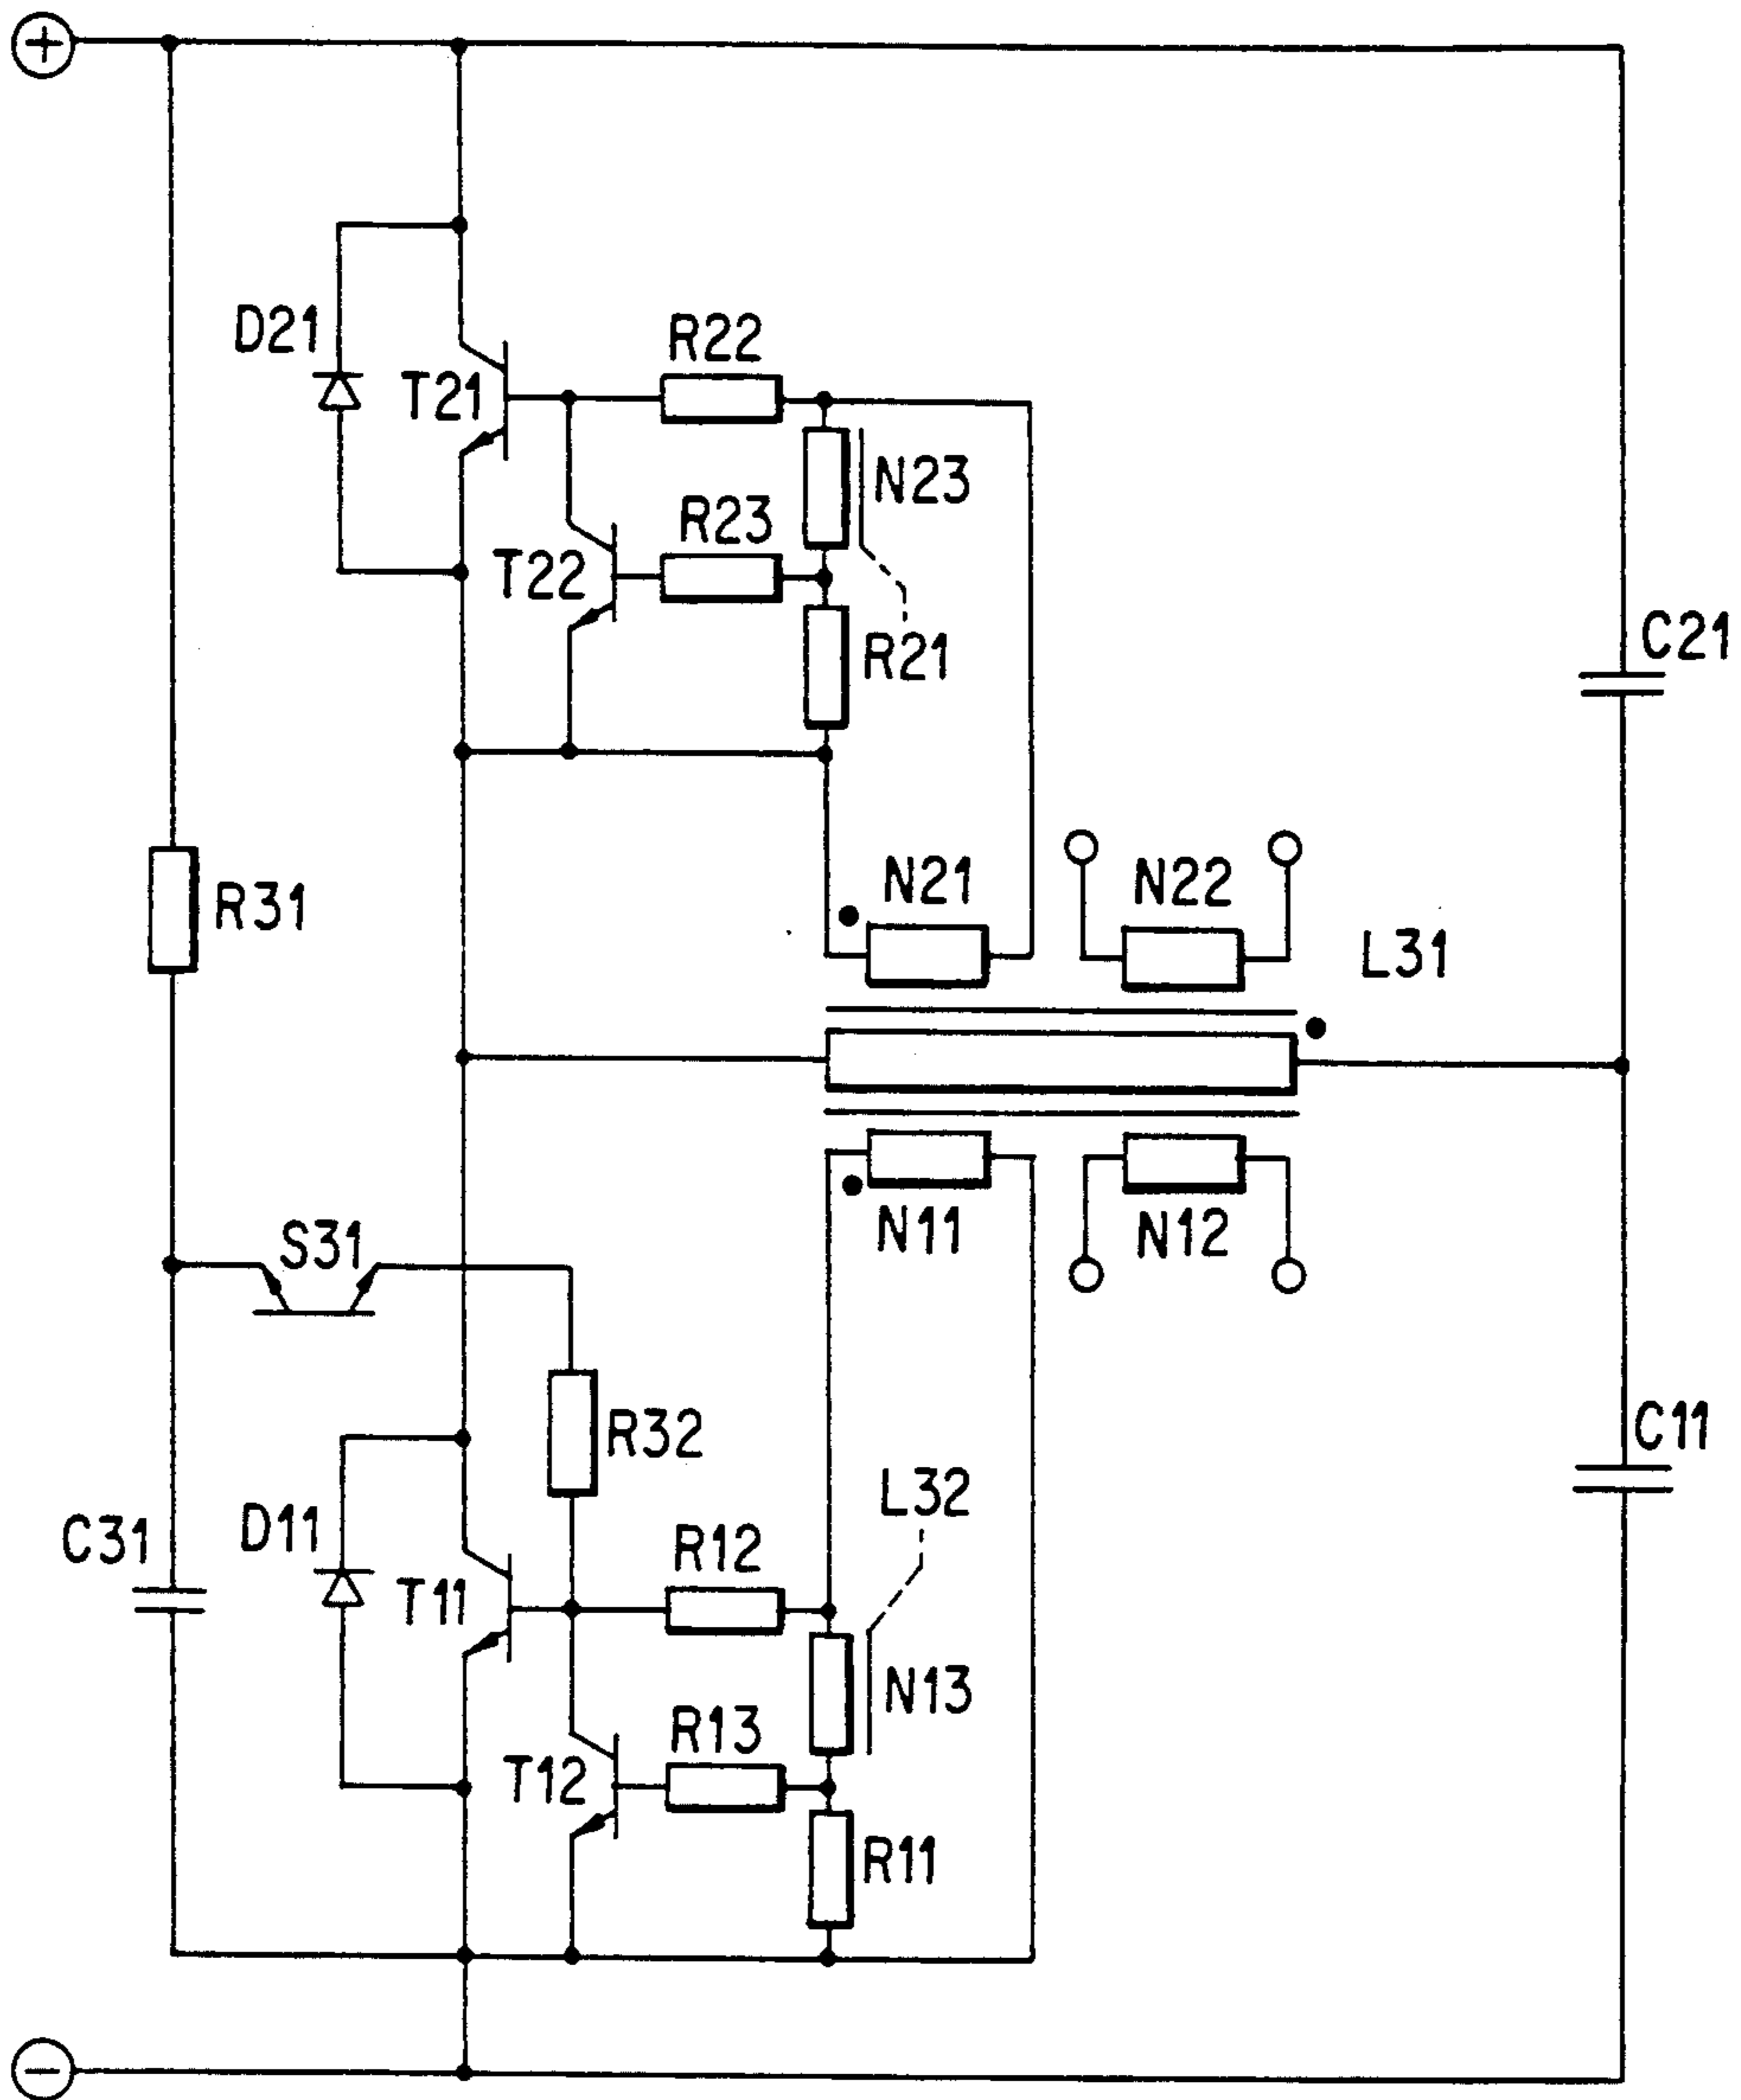 +
D21
R22
T21
N23
R23
T22
R21
C21
N21
N22
R31
L31
N11
N12
S31
R32
C11
L32
C31
D11
R12
T11
N13
R13
T12
R11
−